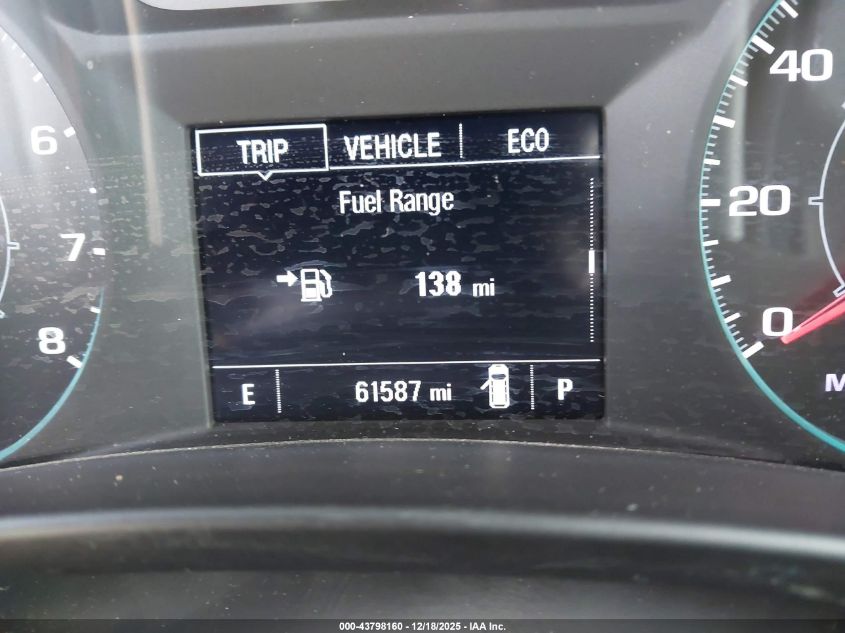 TRIP VEHICLE ECO
Fuel Range
138 mi
E 61587 mi P
6
7
8
40
20
0
M
000-43798160 - 12/18/2025 - IAA Inc.